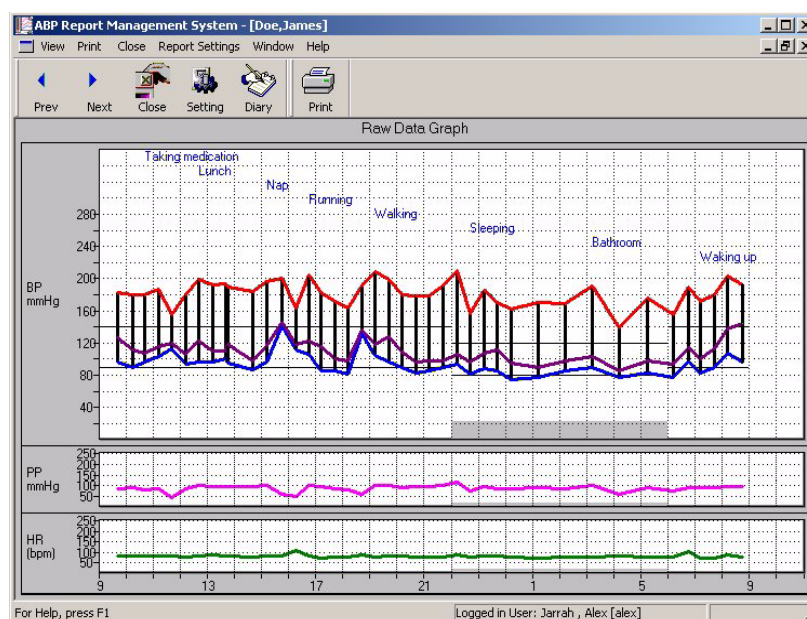 ABP Report Management System - [Doe,James]
View Print Close Report Settings Window Help
Prev Next Close Setting Diary Print
Raw Data Graph
Taking medication
Lunch
Nap
Running
Walking
Sleeping
Bathroom
Waking up
BP
mmHg
280
240
200
160
120
80
40
PP
mmHg
250
200
150
100
50
HR
(bpm)
250
200
150
100
50
9 13 17 21 1 5 9
For Help, press F1 Logged in User: Jarrah , Alex [alex]